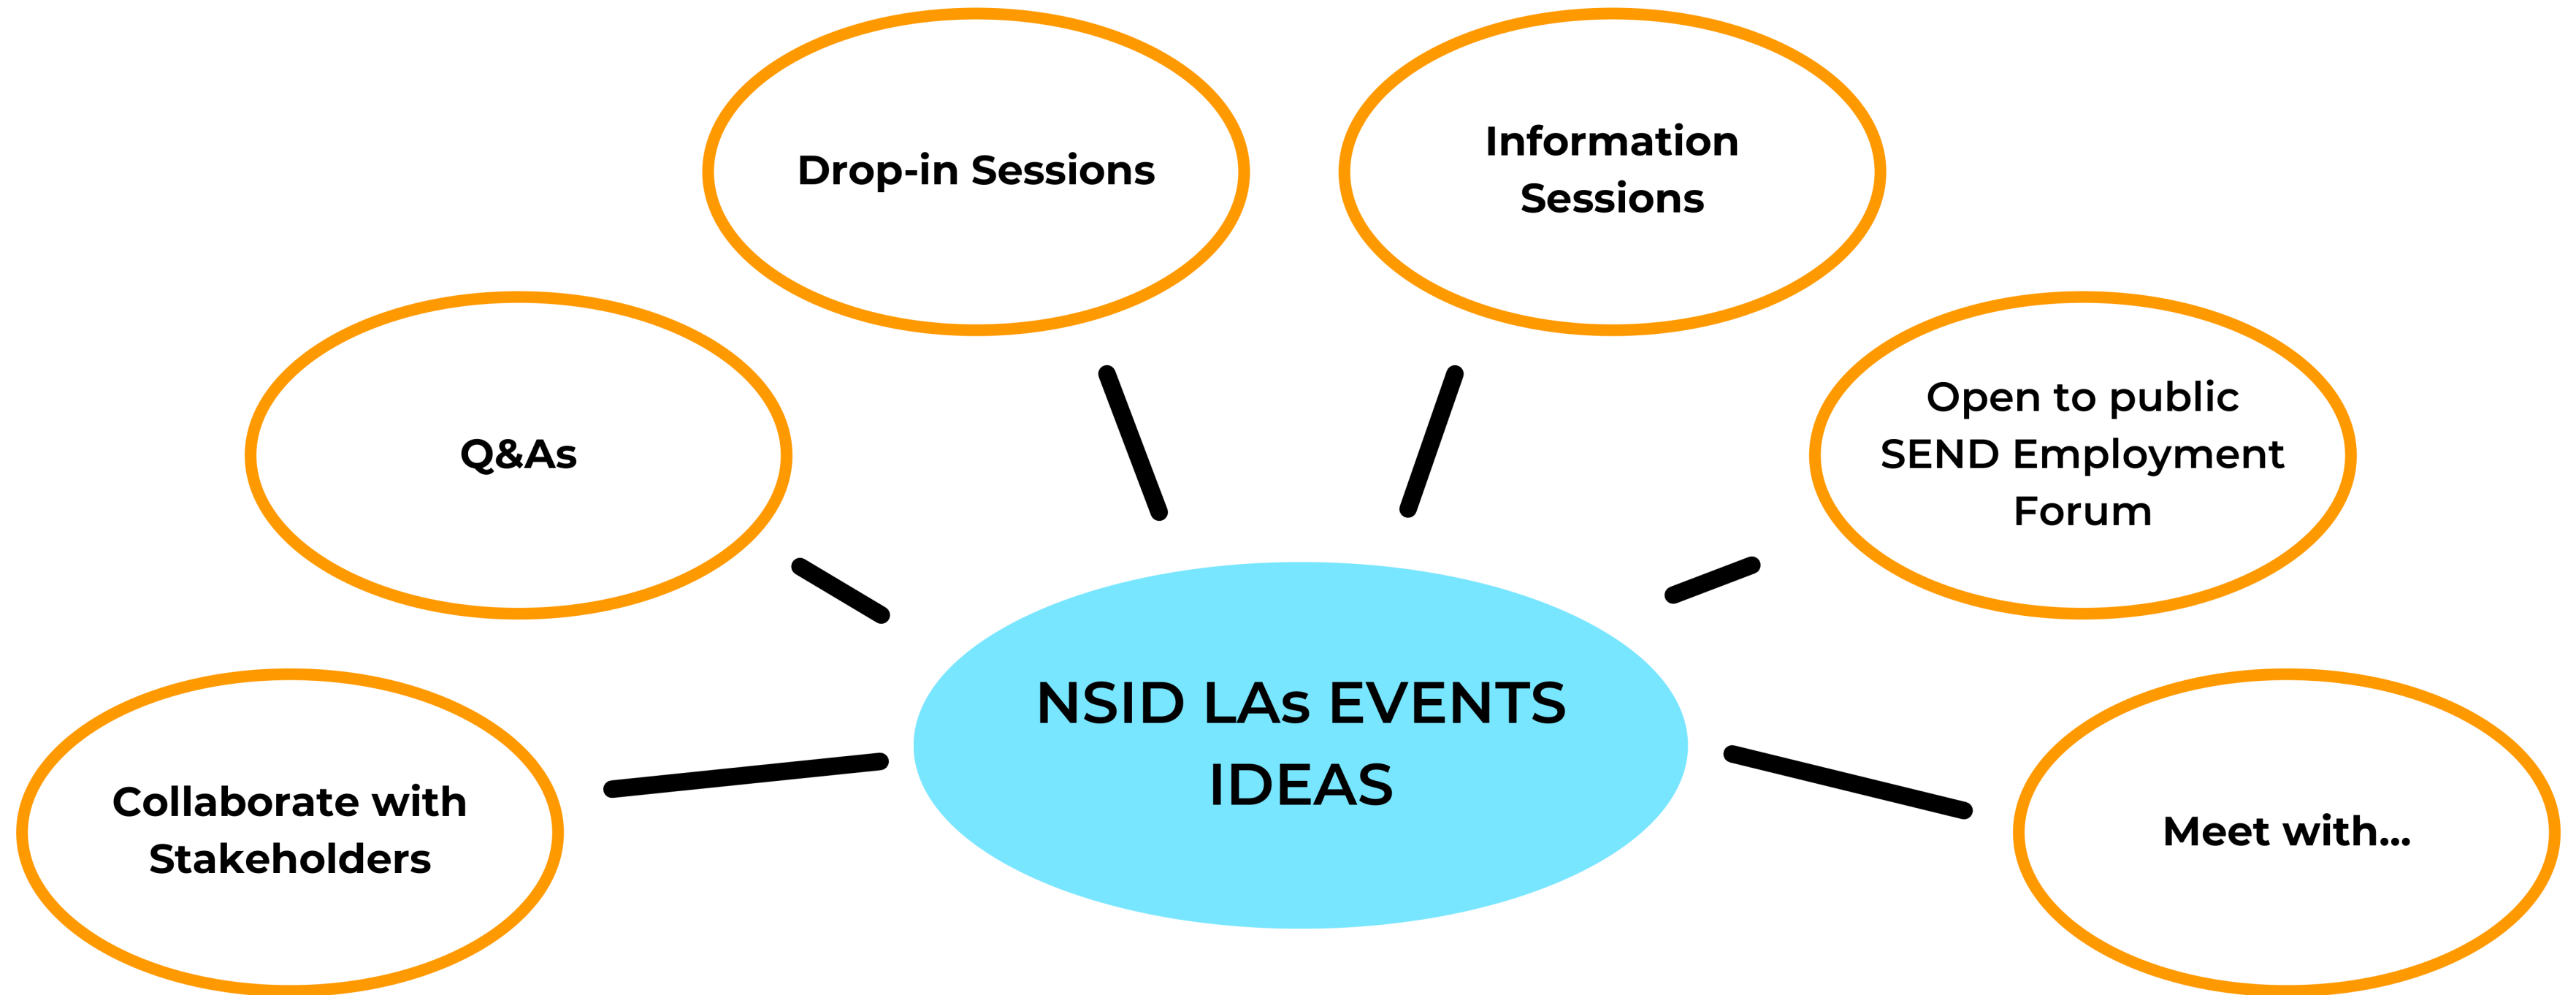 Drop-in Sessions
Information
Sessions
Q&As
Open to public
SEND Employment
Forum
Collaborate with
Stakeholders
NSID LAs EVENTS
IDEAS
Meet with...